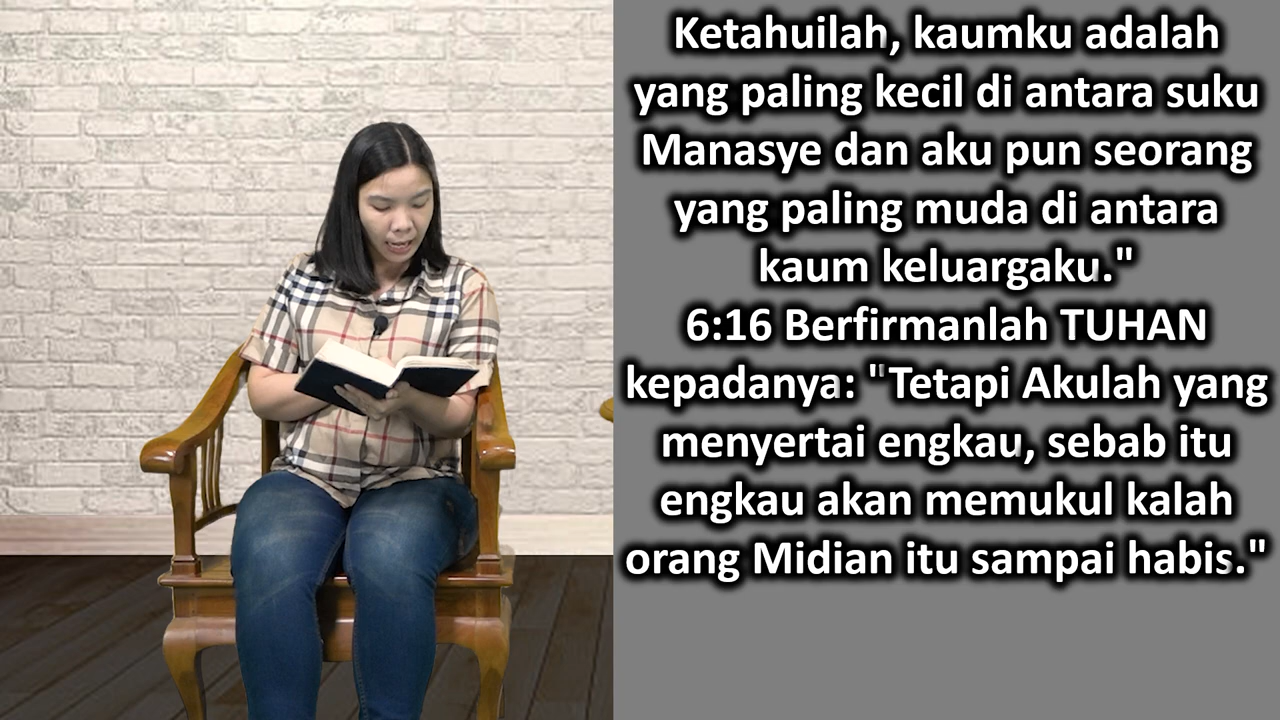 Ketahuilah, kaumku adalah
yang paling kecil di antara suku
Manasye dan aku pun seorang
yang paling muda di antara
kaum keluargaku."
6:16 Berfirmanlah TUHAN
kepadanya: "Tetapi Akulah yang
menyertai engkau, sebab itu
engkau akan memukul kalah
orang Midian itu sampai habis."